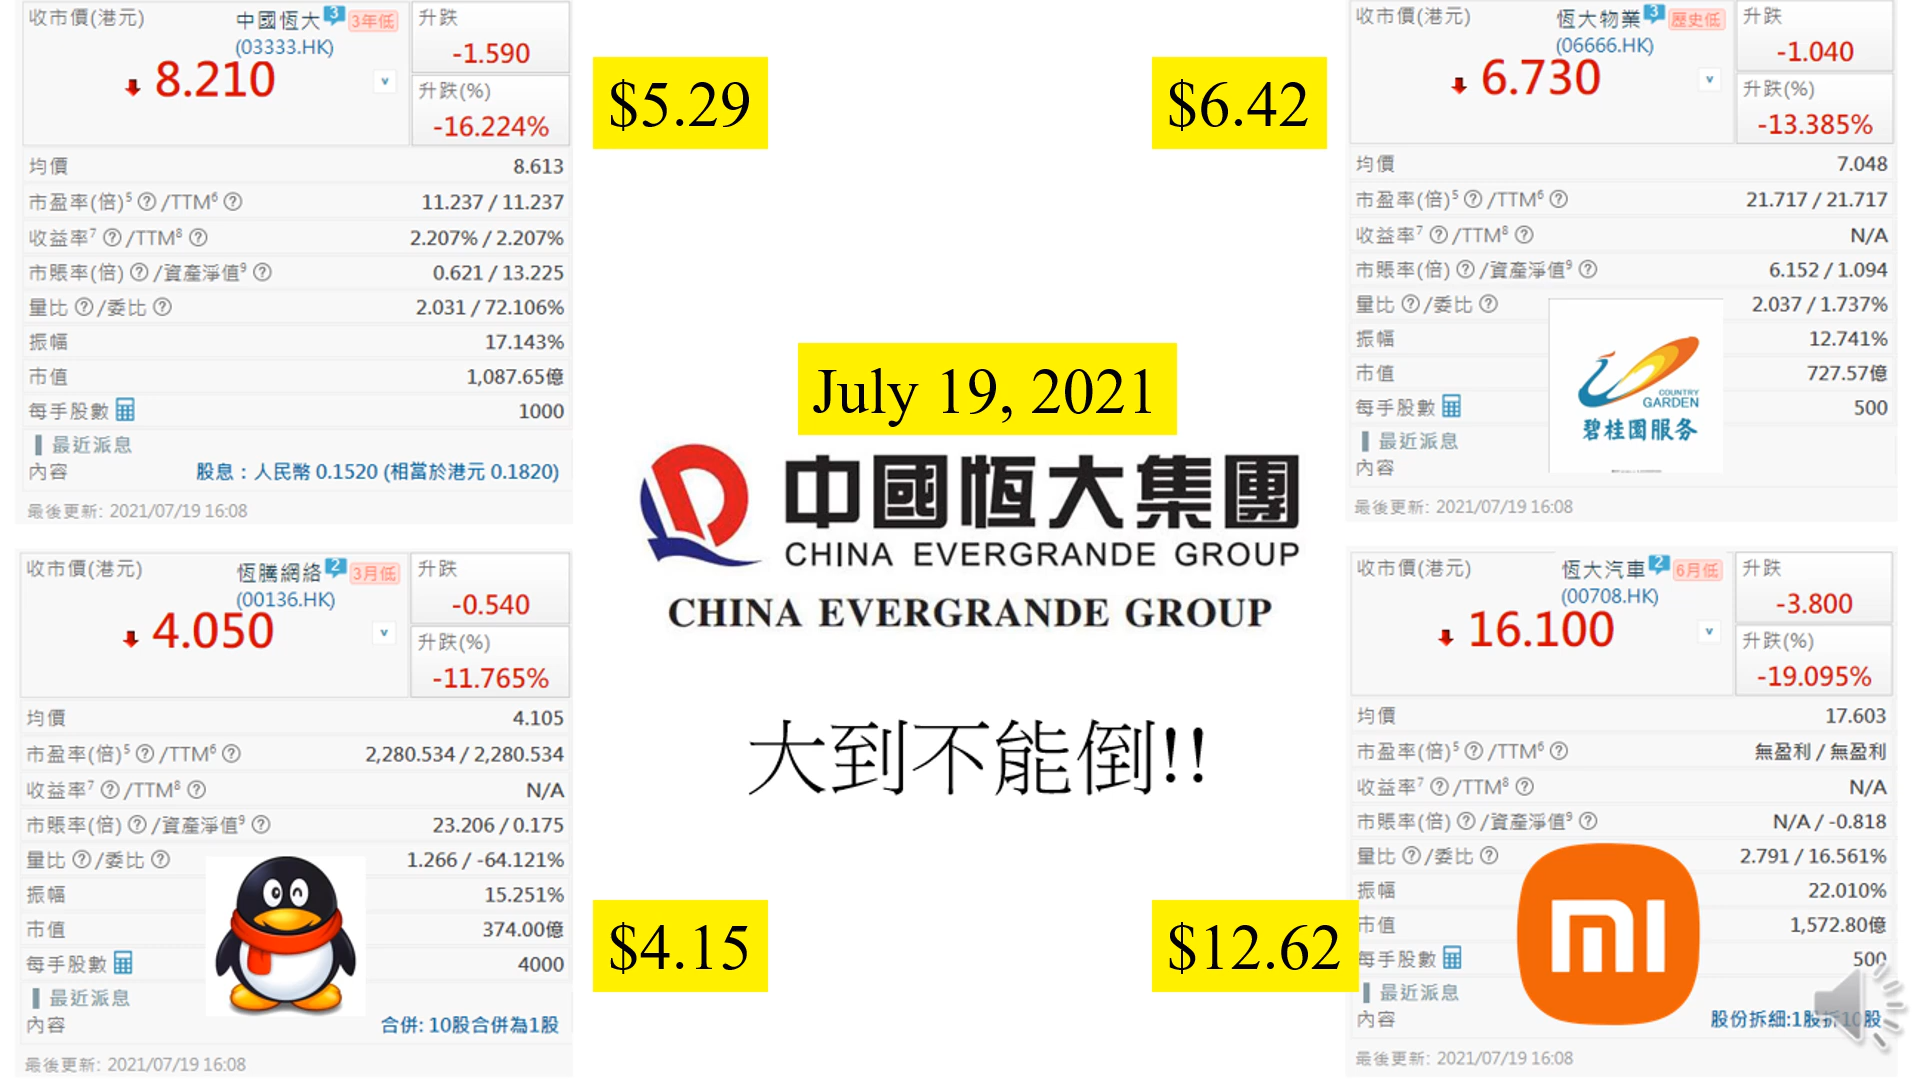 收市價(港元)
中國恆大 3 3年低
(03333.HK)
8.210
升跌
-1.590
升跌(%)
-16.224%
均價 8.613
市盈率(倍)5 /TTM6 11.237 / 11.237
收益率7 /TTM8 2.207% / 2.207%
市賬率(倍) /資產淨值9 0.621 / 13.225
量比 /委比 2.031 / 72.106%
振幅 17.143%
市值 1,087.65億
每手股數 1000
最近派息
內容 股息：人民幣 0.1520 (相當於港元 0.1820)
最後更新: 2021/07/19 16:08
$5.29
$6.42
收市價(港元)
恆大物業 3 歷史低
(06666.HK)
6.730
升跌
-1.040
升跌(%)
-13.385%
均價 7.048
市盈率(倍)5 /TTM6 21.717 / 21.717
收益率7 /TTM8 N/A
市賬率(倍) /資產淨值9 6.152 / 1.094
量比 /委比 2.037 / 1.737%
振幅 12.741%
市值 727.57億
每手股數 500
最近派息
內容
最後更新: 2021/07/19 16:08
COUNTRY
GARDEN
碧桂園服务
July 19, 2021
中國恆大集團
CHINA EVERGRANDE GROUP
CHINA EVERGRANDE GROUP
大到不能倒!!
收市價(港元)
恆騰網絡 2 3月低
(00136.HK)
4.050
升跌
-0.540
升跌(%)
-11.765%
均價 4.105
市盈率(倍)5 /TTM6 2,280.534 / 2,280.534
收益率7 /TTM8 N/A
市賬率(倍) /資產淨值9 23.206 / 0.175
量比 /委比 1.266 / -64.121%
振幅 15.251%
市值 374.00億
每手股數 4000
最近派息
內容 合併: 10股合併為1股
最後更新: 2021/07/19 16:08
$4.15
$12.62
收市價(港元)
恆大汽車 2 6月低
(00708.HK)
16.100
升跌
-3.800
升跌(%)
-19.095%
均價 17.603
市盈率(倍)5 /TTM6 無盈利 / 無盈利
收益率7 /TTM8 N/A
市賬率(倍) /資產淨值9 N/A / -0.818
量比 /委比 2.791 / 16.561%
振幅 22.010%
市值 1,572.80億
每手股數 500
最近派息
內容 股份拆細:1股拆10股
最後更新: 2021/07/19 16:08
mi